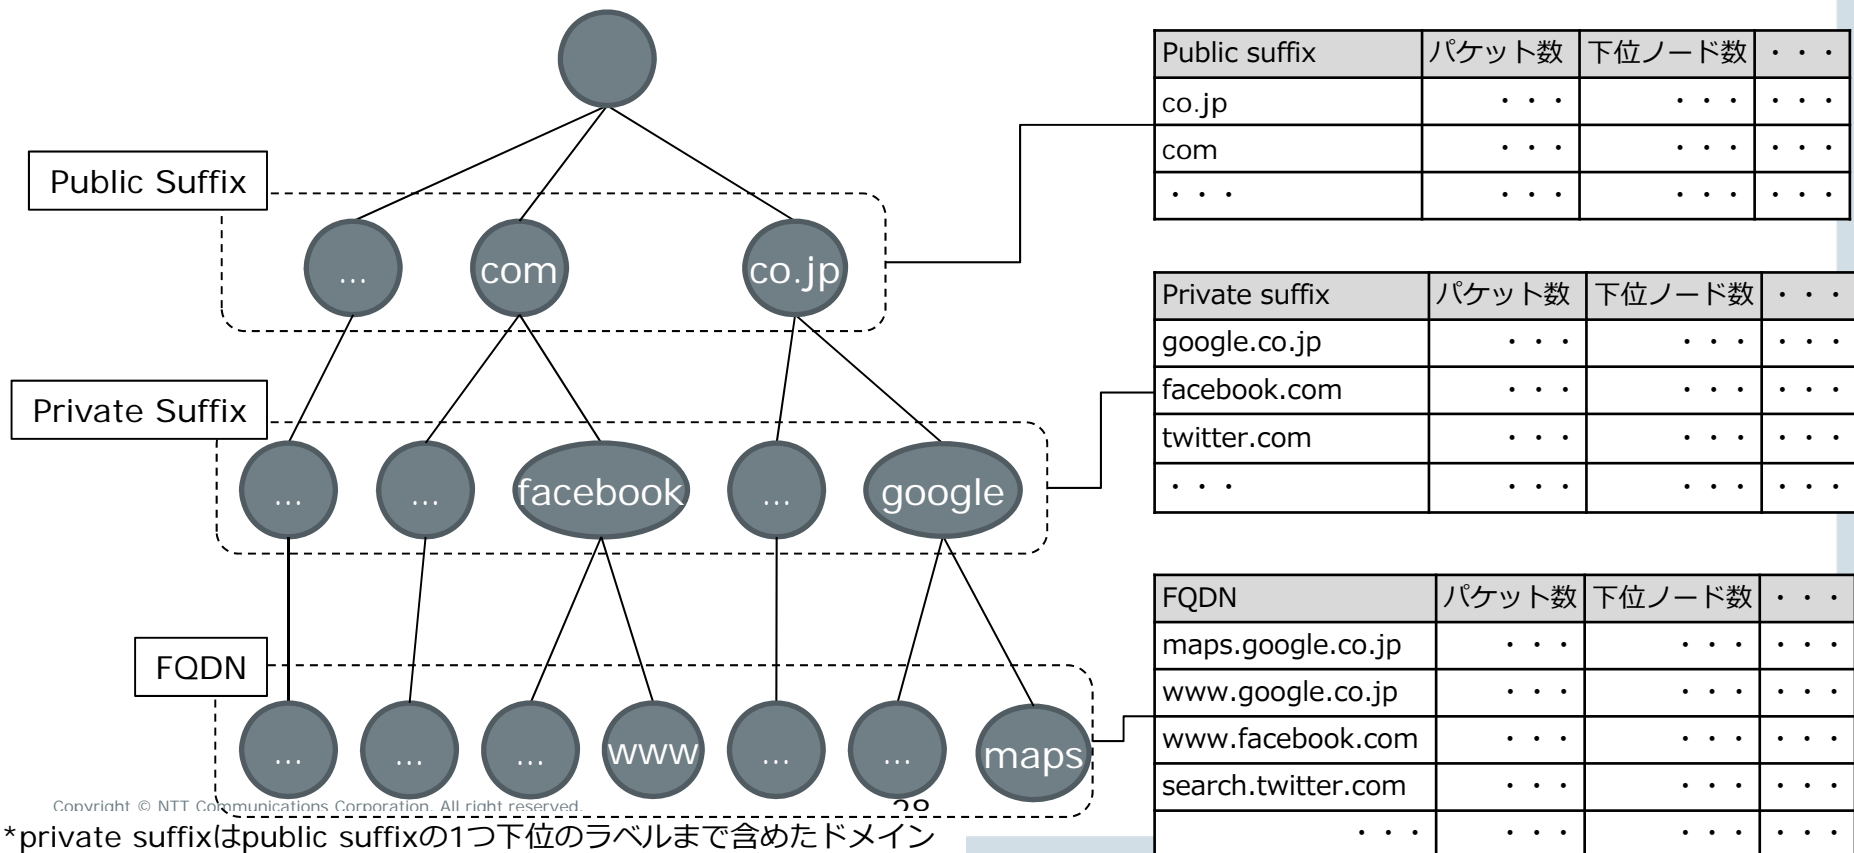 Public Suffix
...
com
co.jp
Private Suffix
...
...
facebook
...
google
FQDN
...
...
...
www
...
...
maps
Public suffix パケット数 下位ノード数 ・・・
co.jp ・・・ ・・・ ・・・
com ・・・ ・・・ ・・・
・・・ ・・・ ・・・ ・・・
Private suffix パケット数 下位ノード数 ・・・
google.co.jp ・・・ ・・・ ・・・
facebook.com ・・・ ・・・ ・・・
twitter.com ・・・ ・・・ ・・・
・・・ ・・・ ・・・ ・・・
FQDN パケット数 下位ノード数 ・・・
maps.google.co.jp ・・・ ・・・ ・・・
www.google.co.jp ・・・ ・・・ ・・・
www.facebook.com ・・・ ・・・ ・・・
search.twitter.com ・・・ ・・・ ・・・
・・・ ・・・ ・・・ ・・・
Copyright © NTT Communications Corporation. All right reserved.
28
*private suffixはpublic suffixの1つ下位のラベルまで含めたドメイン